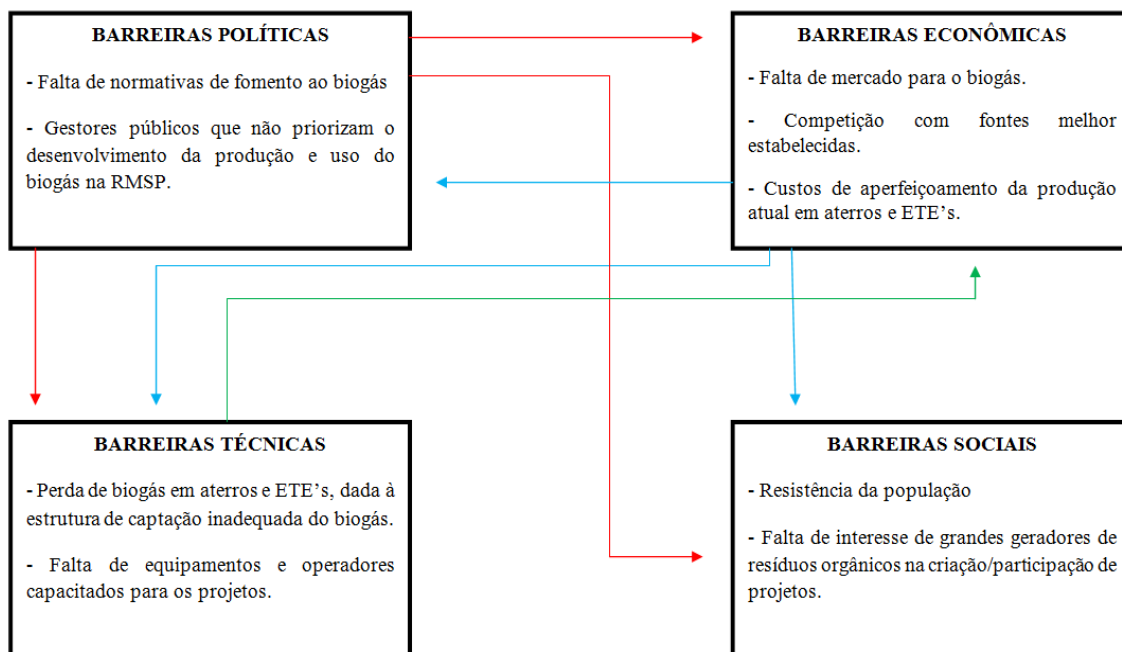 BARREIRAS POLÍTICAS
- Falta de normativas de fomento ao biogás
- Gestores públicos que não priorizam o
desenvolvimento da produção e uso do
biogás na RMSP.
BARREIRAS ECONÔMICAS
- Falta de mercado para o biogás.
- Competição com fontes melhor
estabelecidas.
- Custos de aperfeiçoamento da produção
atual em aterros e ETE’s.
BARREIRAS TÉCNICAS
- Perda de biogás em aterros e ETE’s, dada à
estrutura de captação inadequada do biogás.
- Falta de equipamentos e operadores
capacitados para os projetos.
BARREIRAS SOCIAIS
- Resistência da população
- Falta de interesse de grandes geradores de
resíduos orgânicos na criação/participação de
projetos.